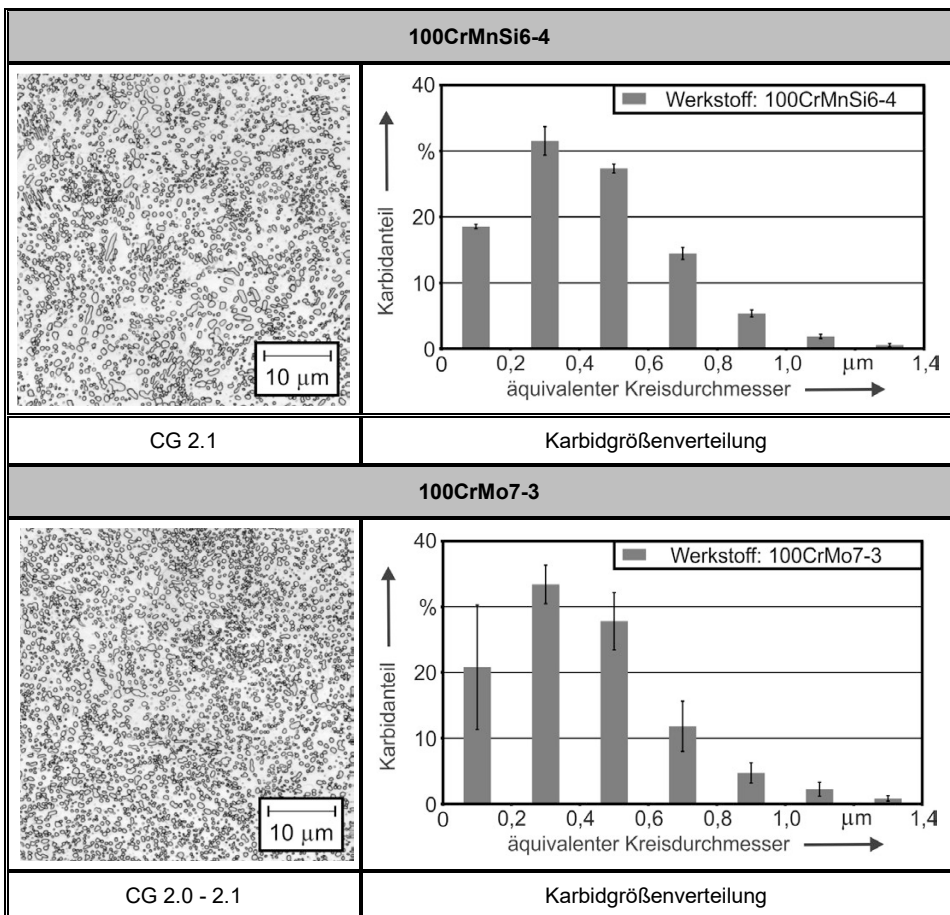 100CrMnSi6-4
10 μm
40
%
20
10
0
Werkstoff: 100CrMnSi6-4
Karbidanteil
0 0,2 0,4 0,6 0,8 1,0 μm 1,4
äquivalenter Kreisdurchmesser
CG 2.1
Karbidgrößenverteilung
100CrMo7-3
10 μm
40
%
20
10
0
Werkstoff: 100CrMo7-3
Karbidanteil
0 0,2 0,4 0,6 0,8 1,0 μm 1,4
äquivalenter Kreisdurchmesser
CG 2.0 - 2.1
Karbidgrößenverteilung